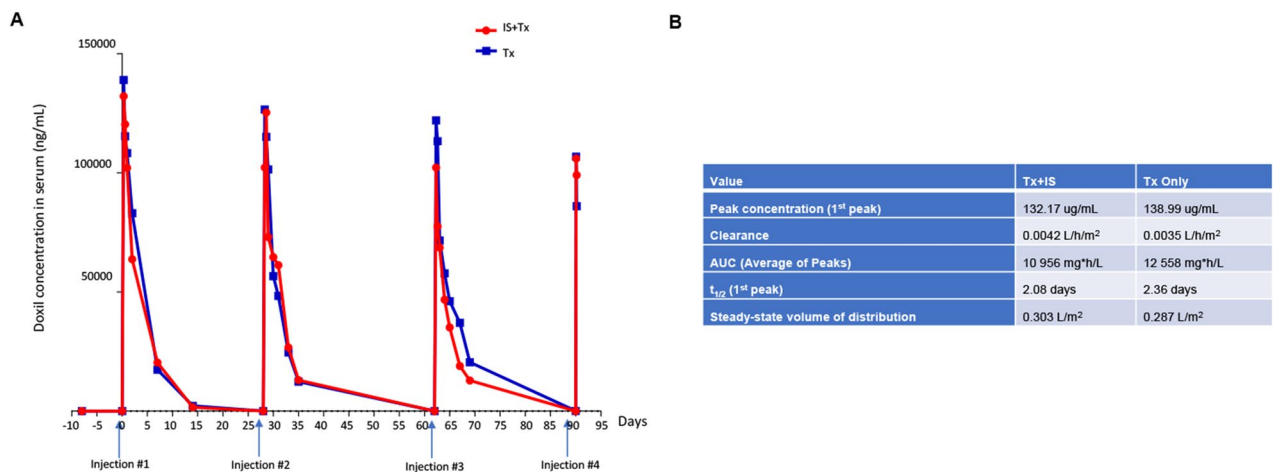 A
IS+Tx
Tx
Doxil concentration in serum (ng/mL)
150000
100000
50000
-10 0 5 10 15 20 25 30 35 40 45 50 55 60 65 70 75 80 85 90 95 Days
Injection #1 Injection #2 Injection #3 Injection #4
B
Value Tx+IS Tx Only
Peak concentration (1st peak) 132.17 ug/mL 138.99 ug/mL
Clearance 0.0042 L/h/m² 0.0035 L/h/m²
AUC (Average of Peaks) 10 956 mg*h/L 12 558 mg*h/L
t1/2 (1st peak) 2.08 days 2.36 days
Steady-state volume of distribution 0.303 L/m² 0.287 L/m²